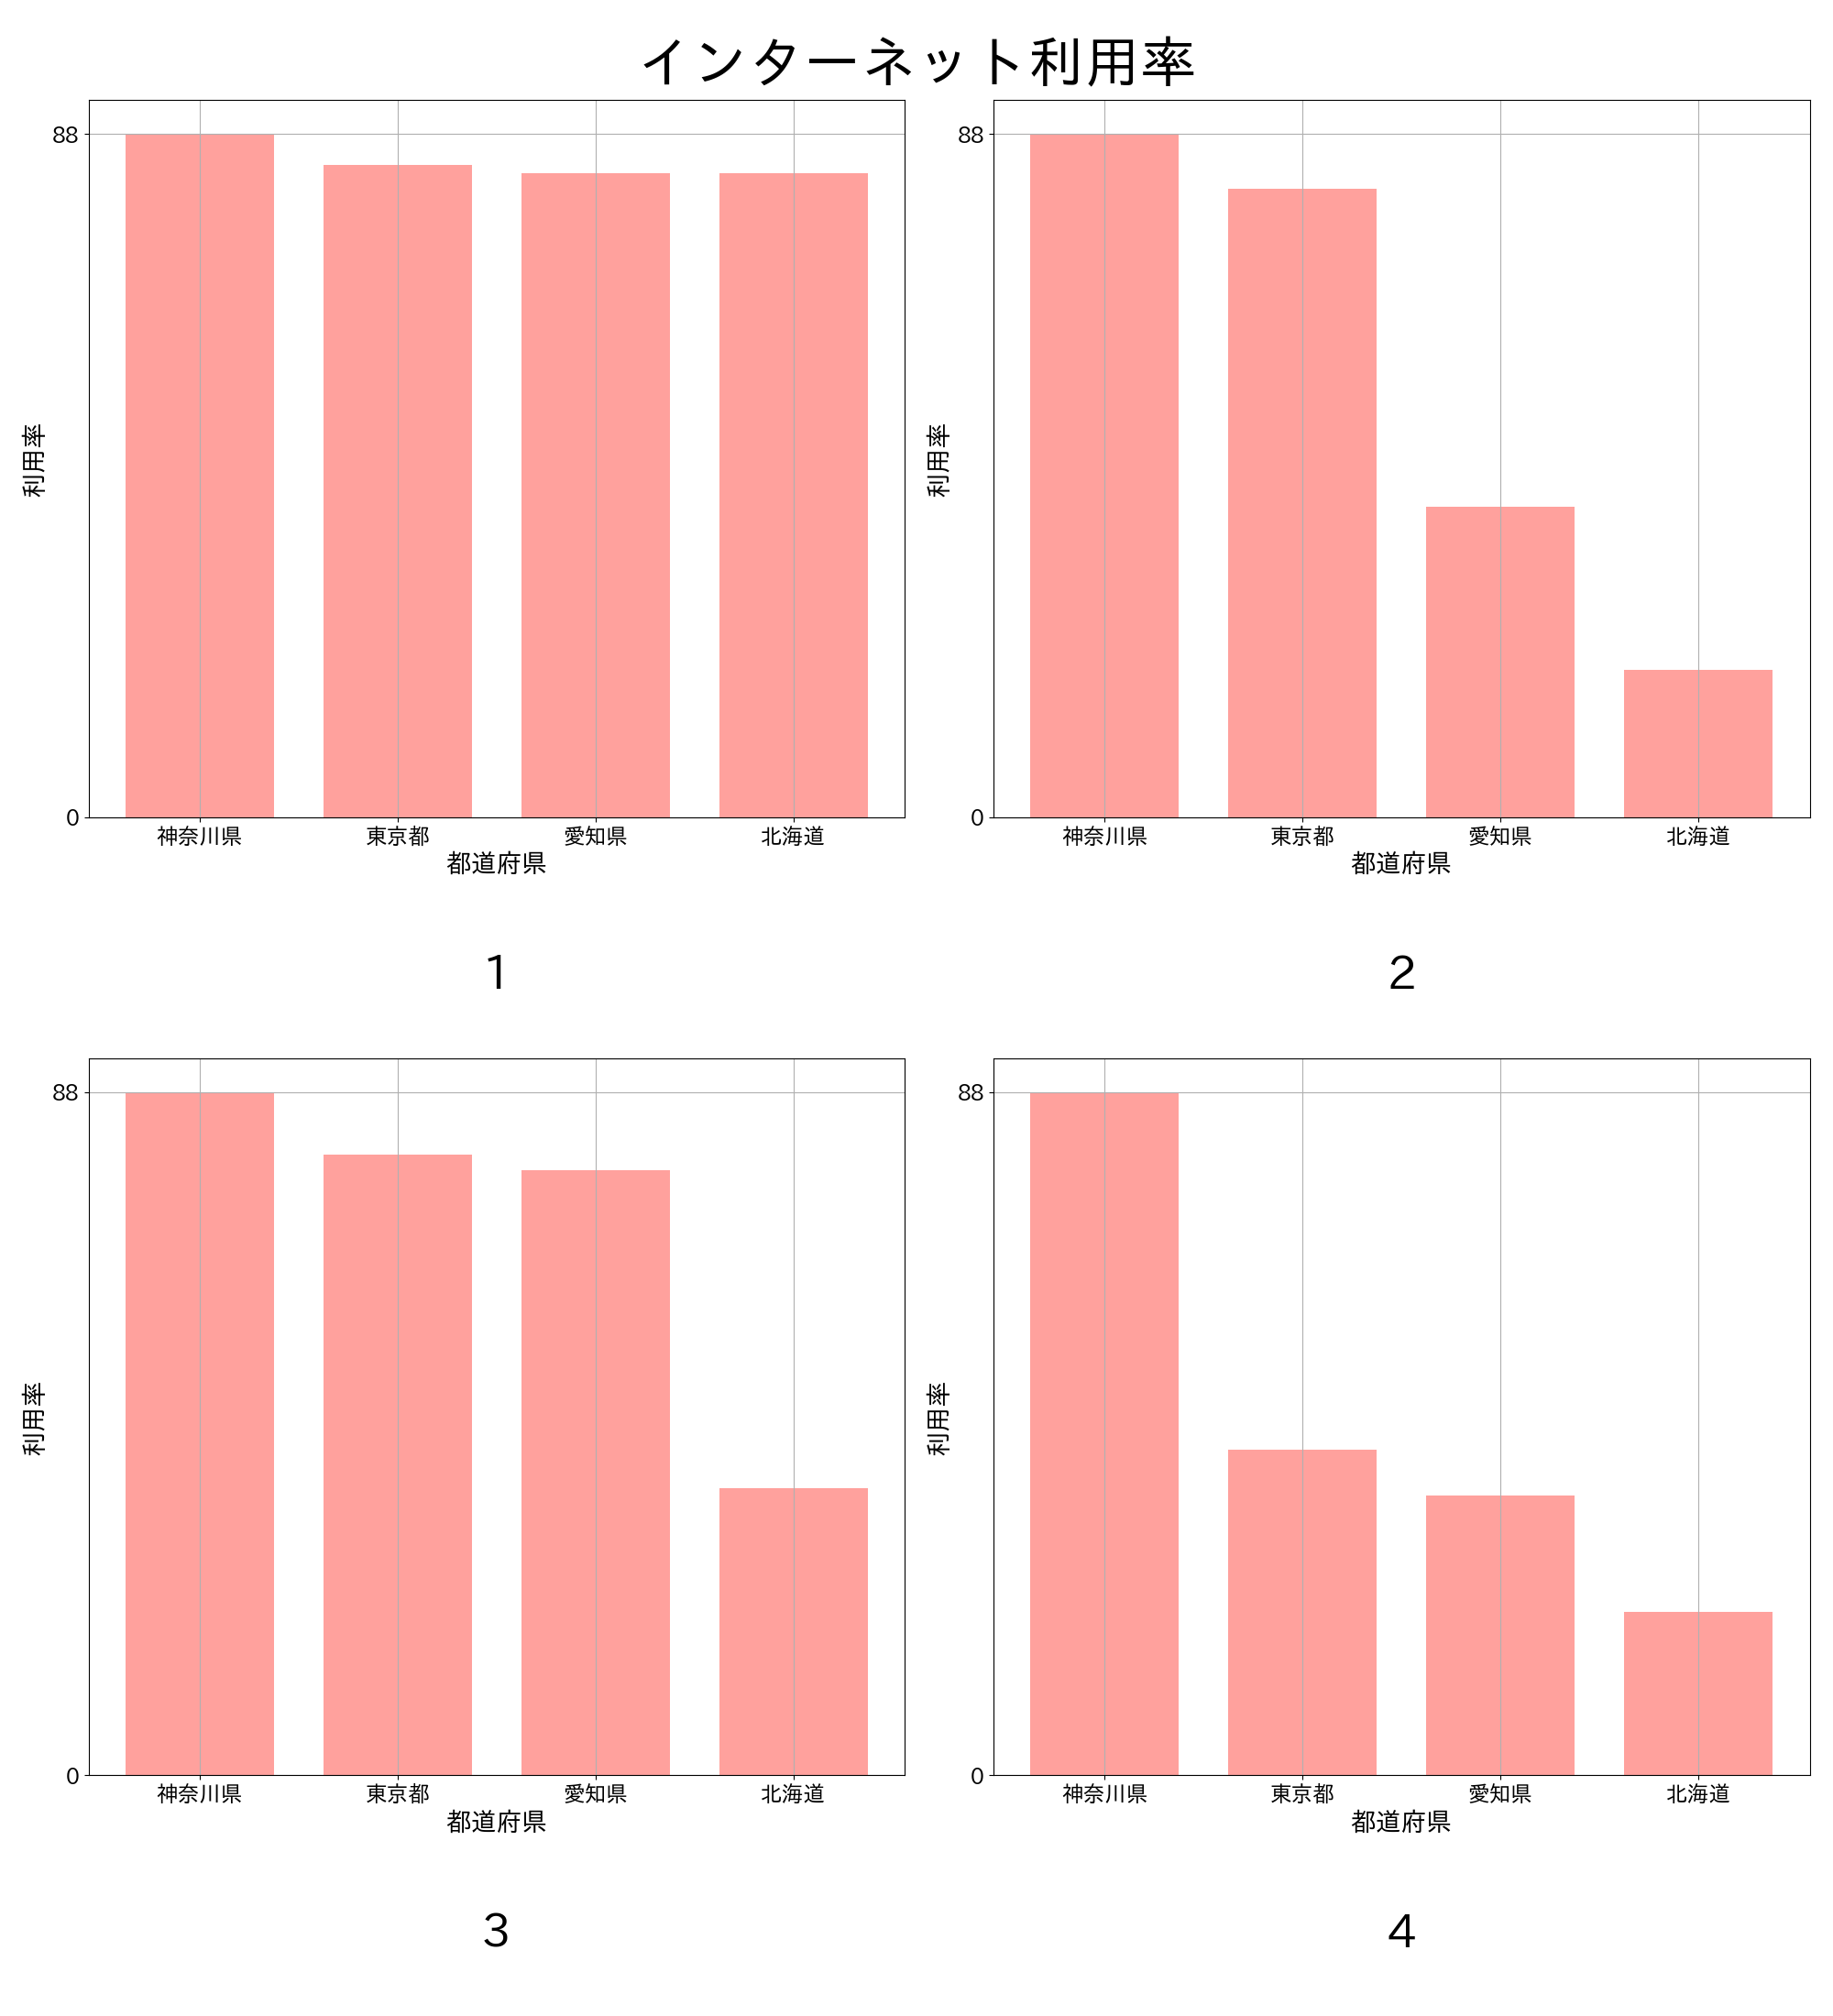 インターネット利用率
88
0
利用率
神奈川県 東京都 愛知県 北海道
都道府県
1
88
0
利用率
神奈川県 東京都 愛知県 北海道
都道府県
2
88
0
利用率
神奈川県 東京都 愛知県 北海道
都道府県
3
88
0
利用率
神奈川県 東京都 愛知県 北海道
都道府県
4